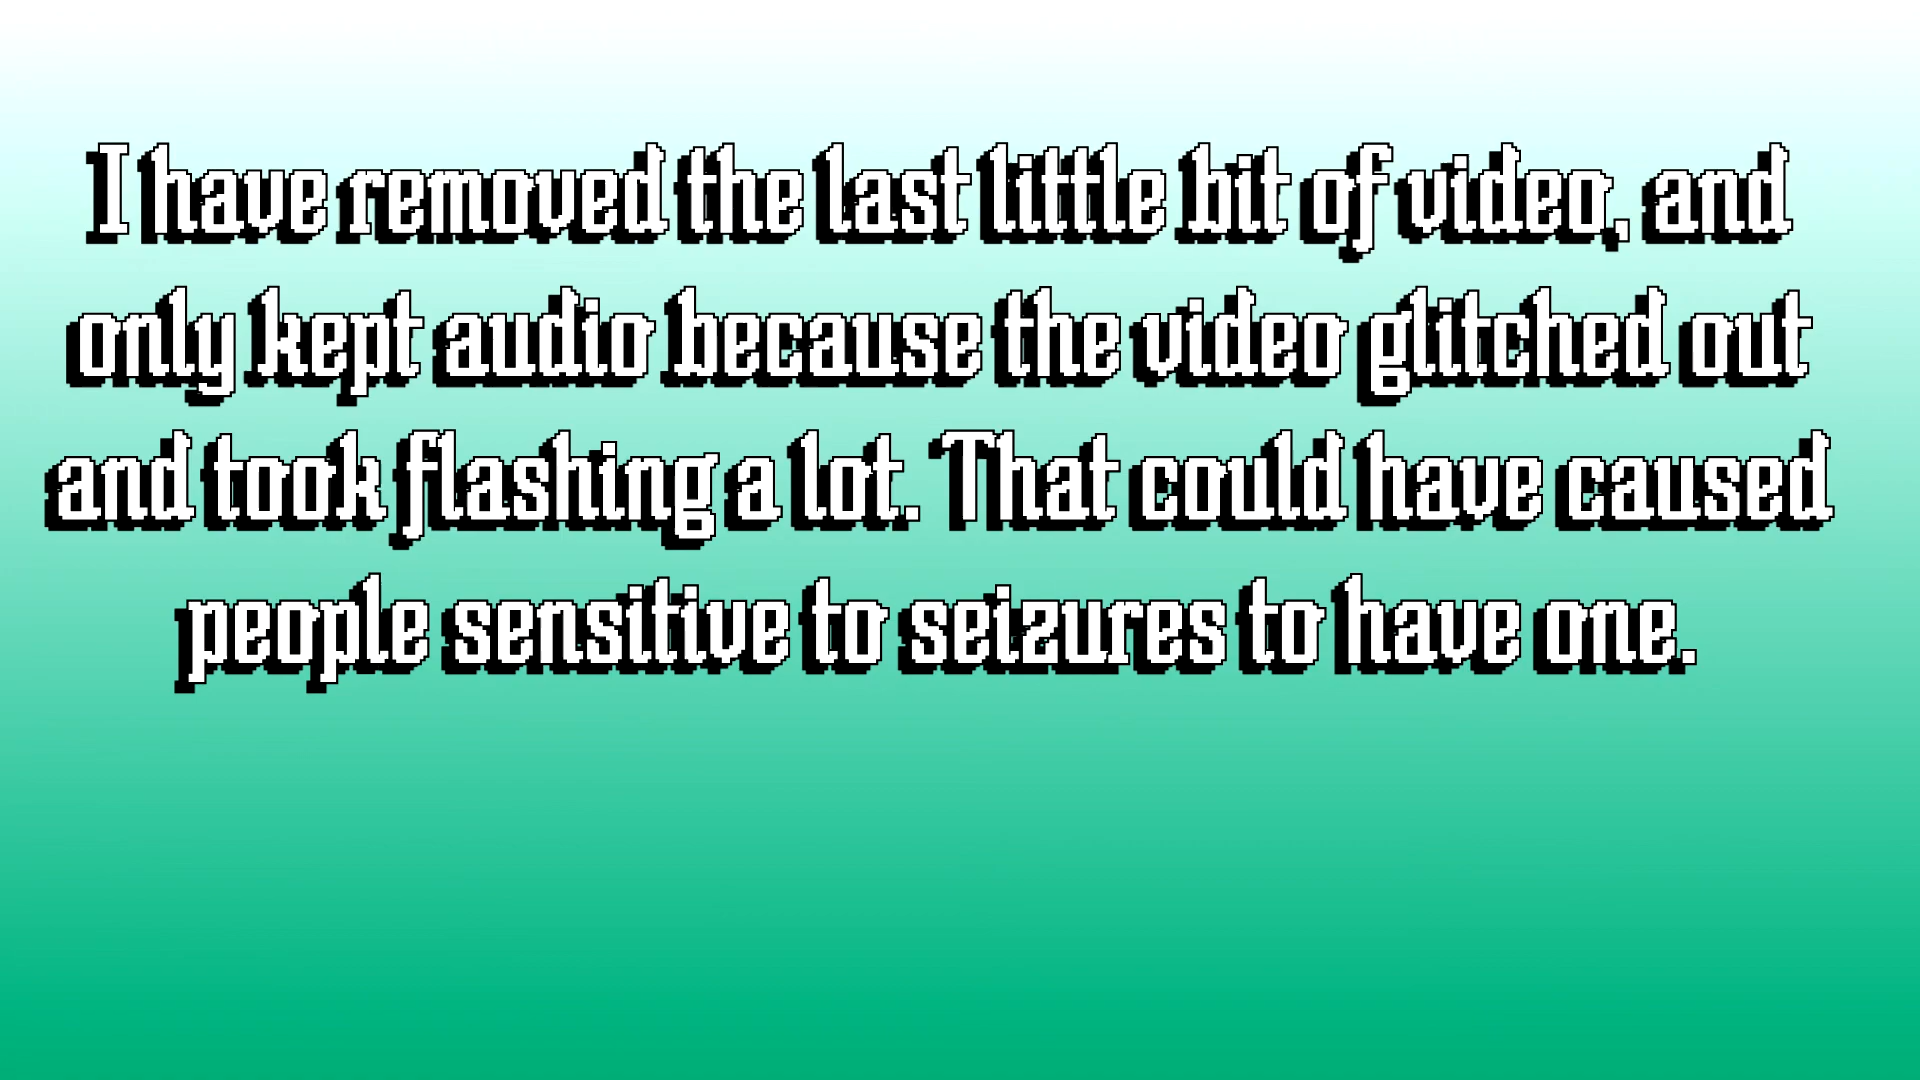 I have removed the last little bit of video, and
only kept audio because the video glitched out
and took flashing a lot. That could have caused
people sensitive to seizures to have one.